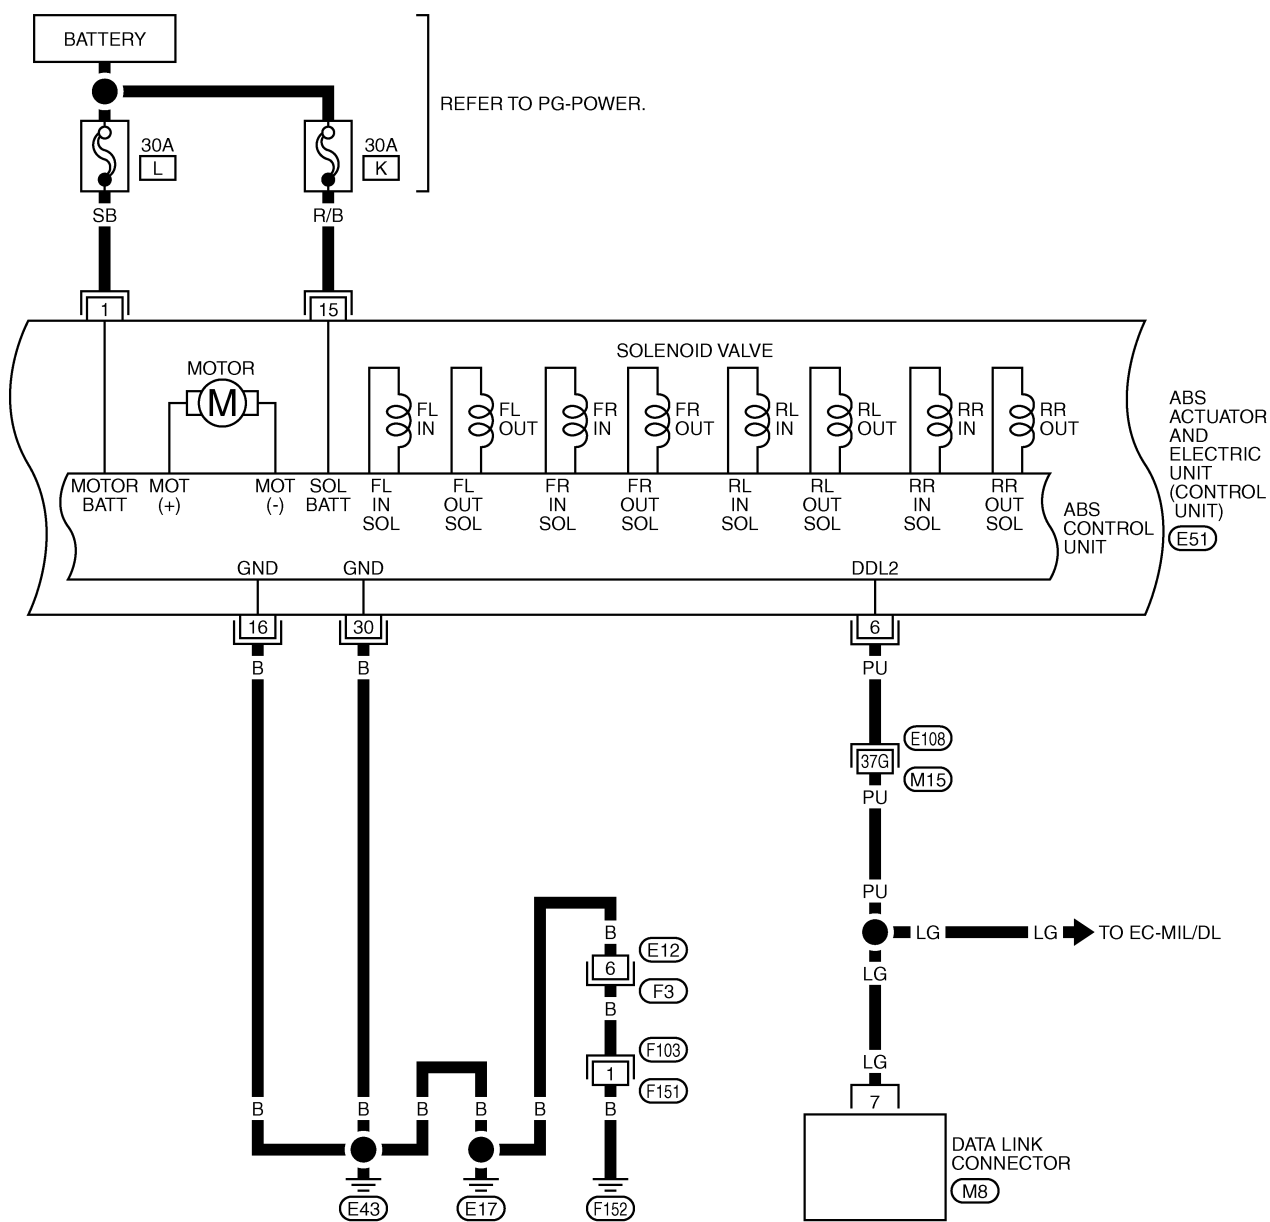 BATTERY
REFER TO PG-POWER.
30A
L
30A
K
SB
R/B
1
15
SOLENOID VALVE
MOTOR
M
FL
IN
FL
OUT
FR
IN
FR
OUT
RL
IN
RL
OUT
RR
IN
RR
OUT
ABS
ACTUATOR
AND
ELECTRIC
UNIT
(CONTROL
UNIT)
E51
MOTOR
BATT
MOT
(+)
MOT
(-)
SOL
BATT
FL
IN
SOL
FL
OUT
SOL
FR
IN
SOL
FR
OUT
SOL
RL
IN
SOL
RL
OUT
SOL
RR
IN
SOL
RR
OUT
SOL
ABS
CONTROL
UNIT
GND
GND
DDL2
16
30
6
B
B
PU
E108
37G
M15
PU
PU
LG
LG
TO EC-MIL/DL
B
E12
6
F3
LG
B
F103
1
F151
LG
B
B
B
B
B
B
7
DATA LINK
CONNECTOR
M8
E43
E17
F152